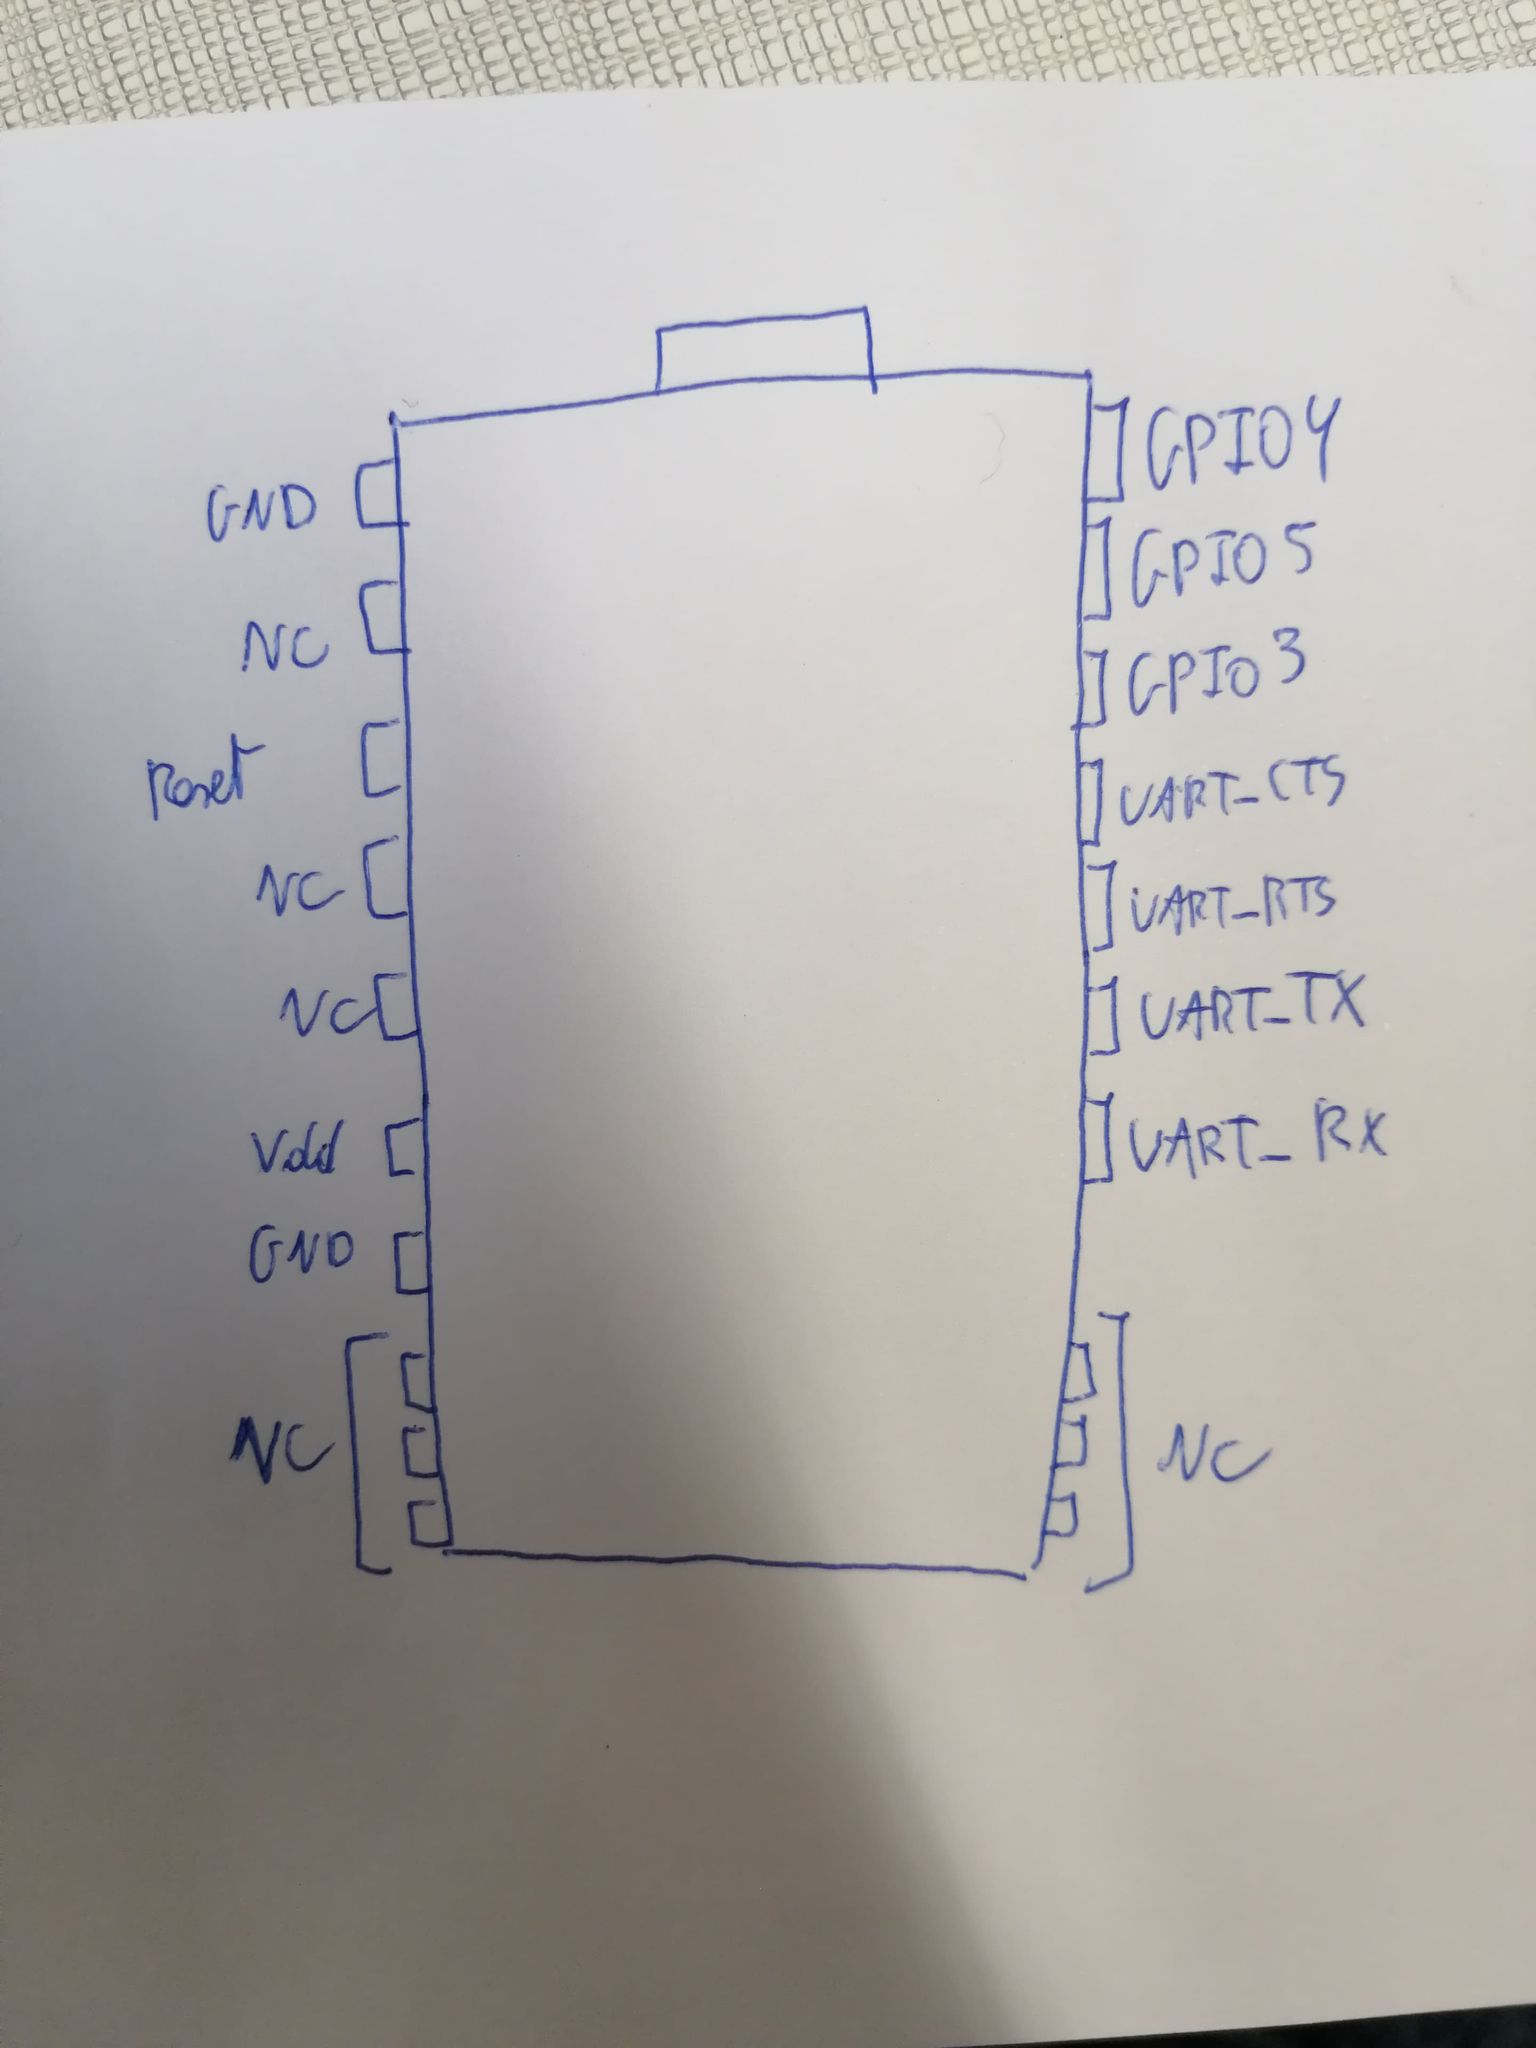 GND
NC
Reset
NC
NC
Vdd
GND
NC
GPIO4
GPIO5
GPIO3
UART_CTS
UART_RTS
UART_TX
UART_RX
NC